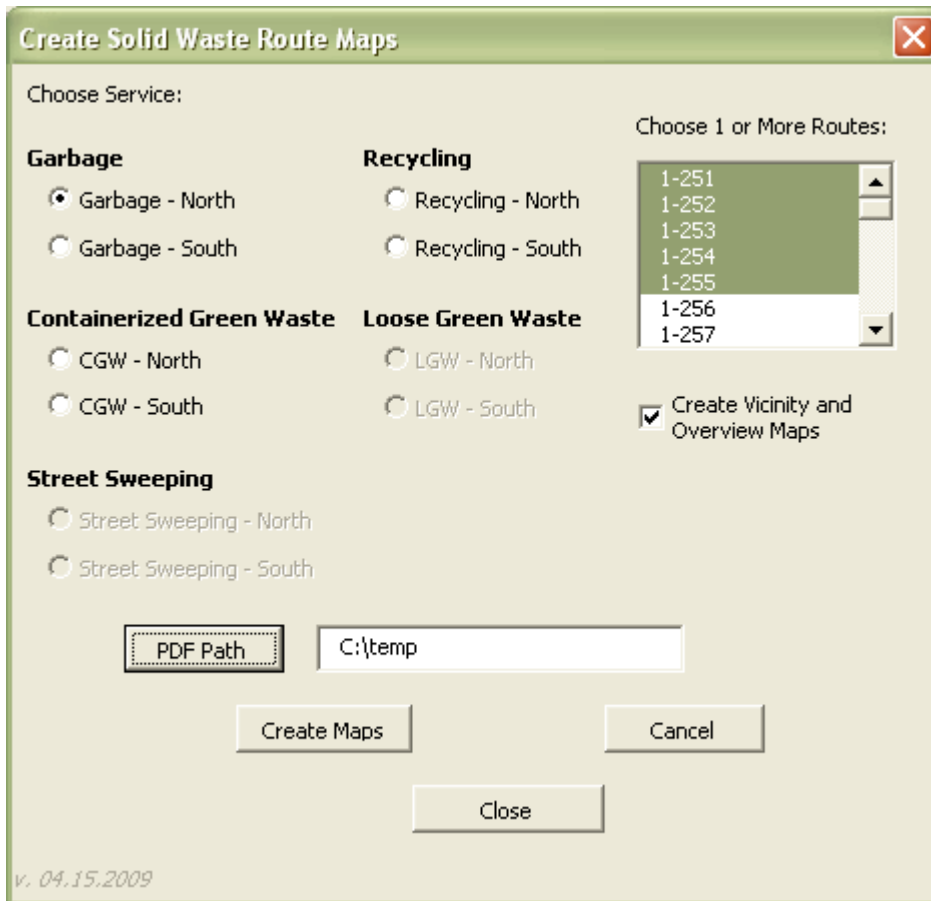 Create Solid Waste Route Maps
Choose Service:
Choose 1 or More Routes:
Garbage
Garbage - North
Garbage - South
Recycling
Recycling - North
Recycling - South
1-251
1-252
1-253
1-254
1-255
1-256
1-257
Containerized Green Waste
CGW - North
CGW - South
Loose Green Waste
LGW - North
LGW - South
Create Vicinity and
Overview Maps
Street Sweeping
Street Sweeping - North
Street Sweeping - South
PDF Path
C:\temp
Create Maps
Cancel
Close
v. 04.15.2009